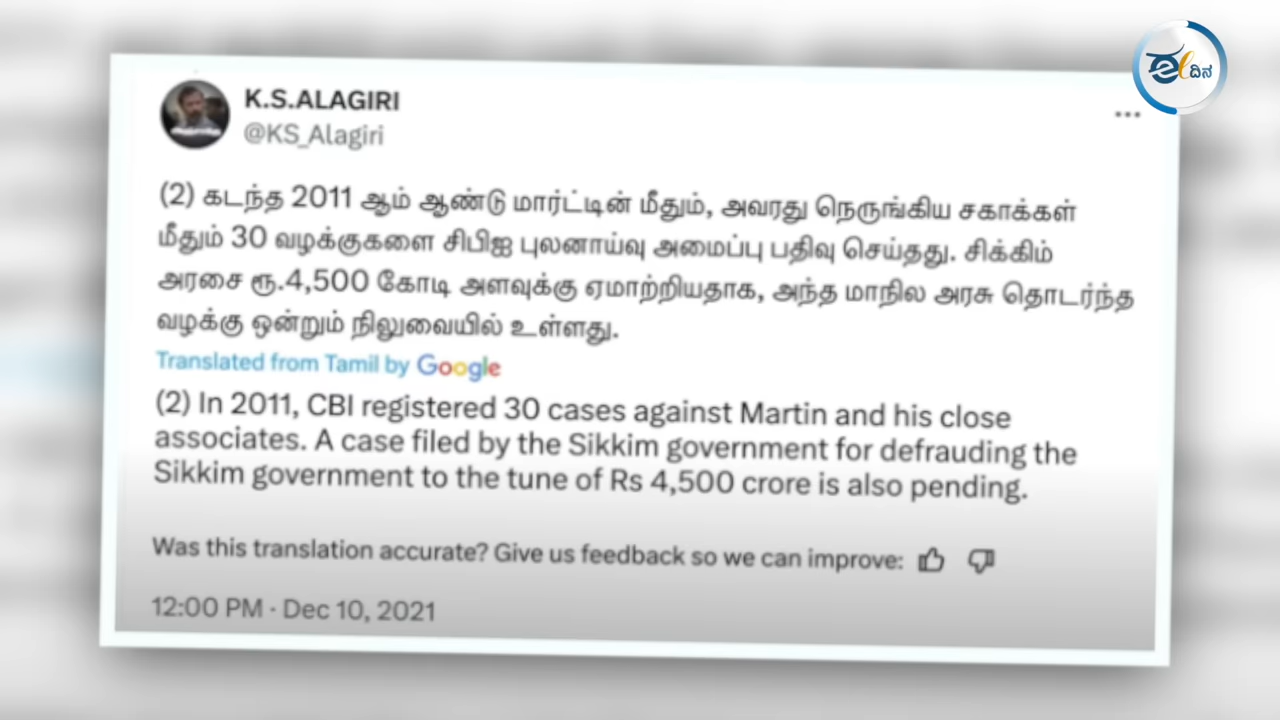 ಈ ದಿನ
K.S.ALAGIRI
@KS_Alagiri
(2) கடந்த 2011 ஆம் ஆண்டு மார்ட்டின் மீதும், அவரது நெருங்கிய சகாக்கள்
மீதும் 30 வழக்குகளை சிபிஐ புலனாய்வு அமைப்பு பதிவு செய்தது. சிக்கிம்
அரசை ரூ.4,500 கோடி அளவுக்கு ஏமாற்றியதாக, அந்த மாநில அரசு தொடர்ந்த
வழக்கு ஒன்றும் நிலுவையில் உள்ளது.
Translated from Tamil by Google
(2) In 2011, CBI registered 30 cases against Martin and his close
associates. A case filed by the Sikkim government for defrauding the
Sikkim government to the tune of Rs 4,500 crore is also pending.
Was this translation accurate? Give us feedback so we can improve:
12:00 PM · Dec 10, 2021